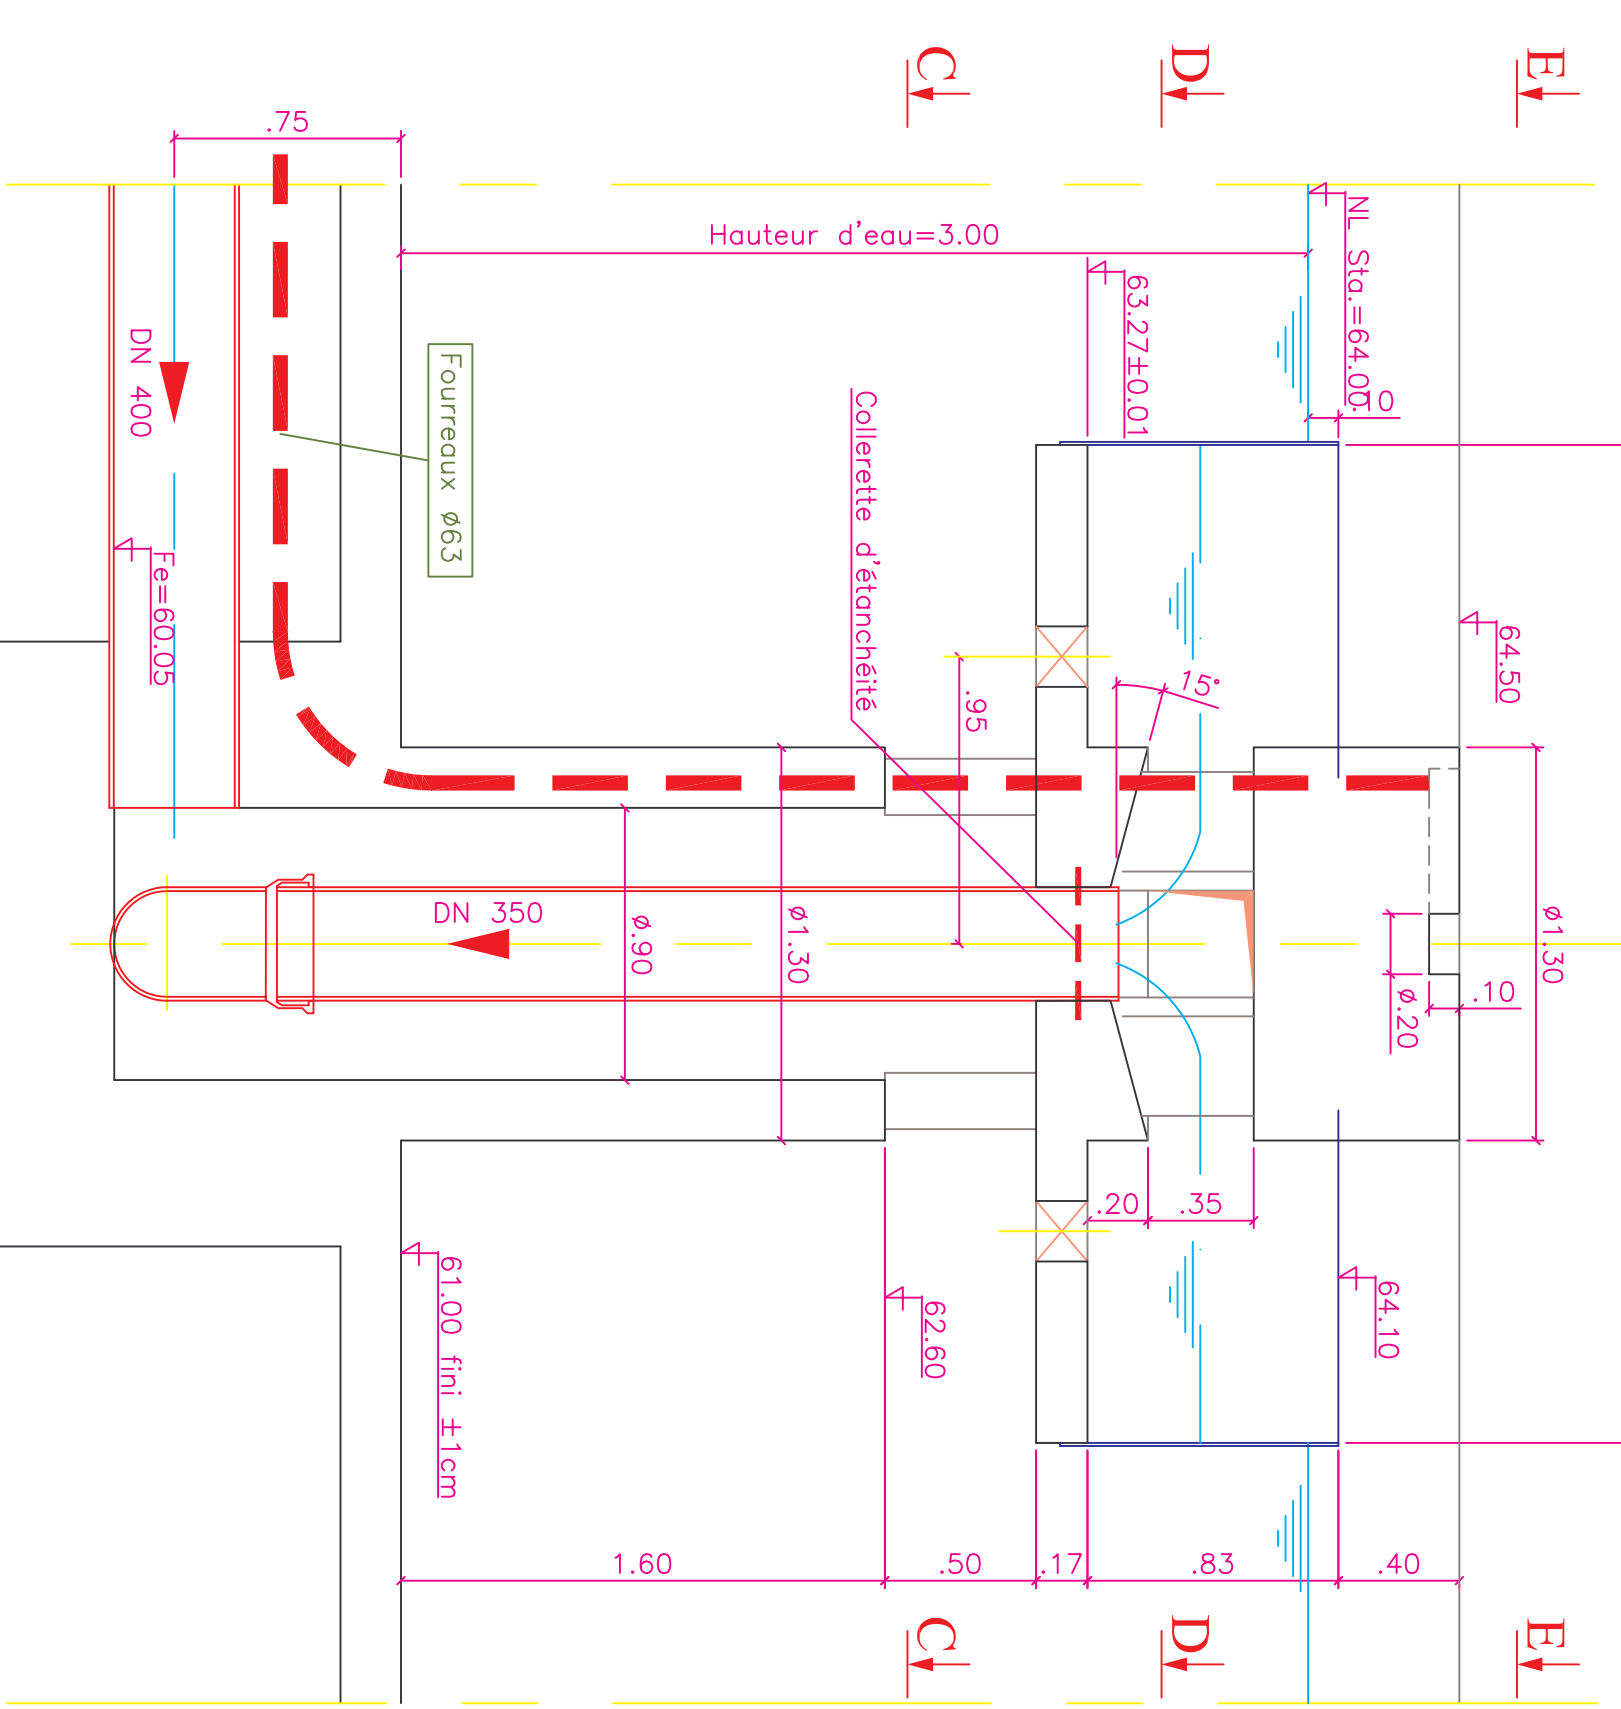 C
D
E
.75
NL Sta.=64.00
Hauteur d'eau=3.00
63.27±0.01
.10
DN 400
Fourreaux ø63
Collerette d'étanchéité
Fe=60.05
64.50
15°
.95
DN 350
ø.90
ø1.30
ø1.30
ø.20
.10
.20
.35
61.00 fini ±1cm
62.60
64.10
1.60
.50
.17
.83
.40
C
D
E